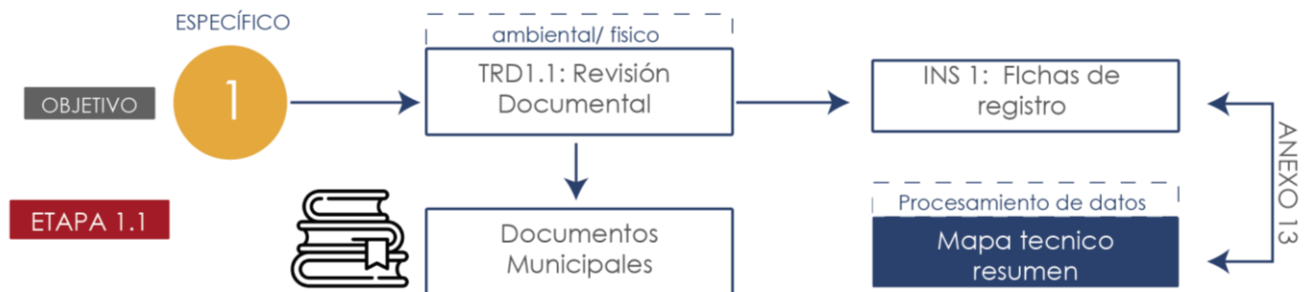 ESPECÍFICO
OBJETIVO
1
ambiental/ fisico
TRD1.1: Revisión
Documental
INS 1: FIchas de
registro
ETAPA 1.1
Documentos
Municipales
Procesamiento de datos
Mapa tecnico
resumen
ANEXO 13